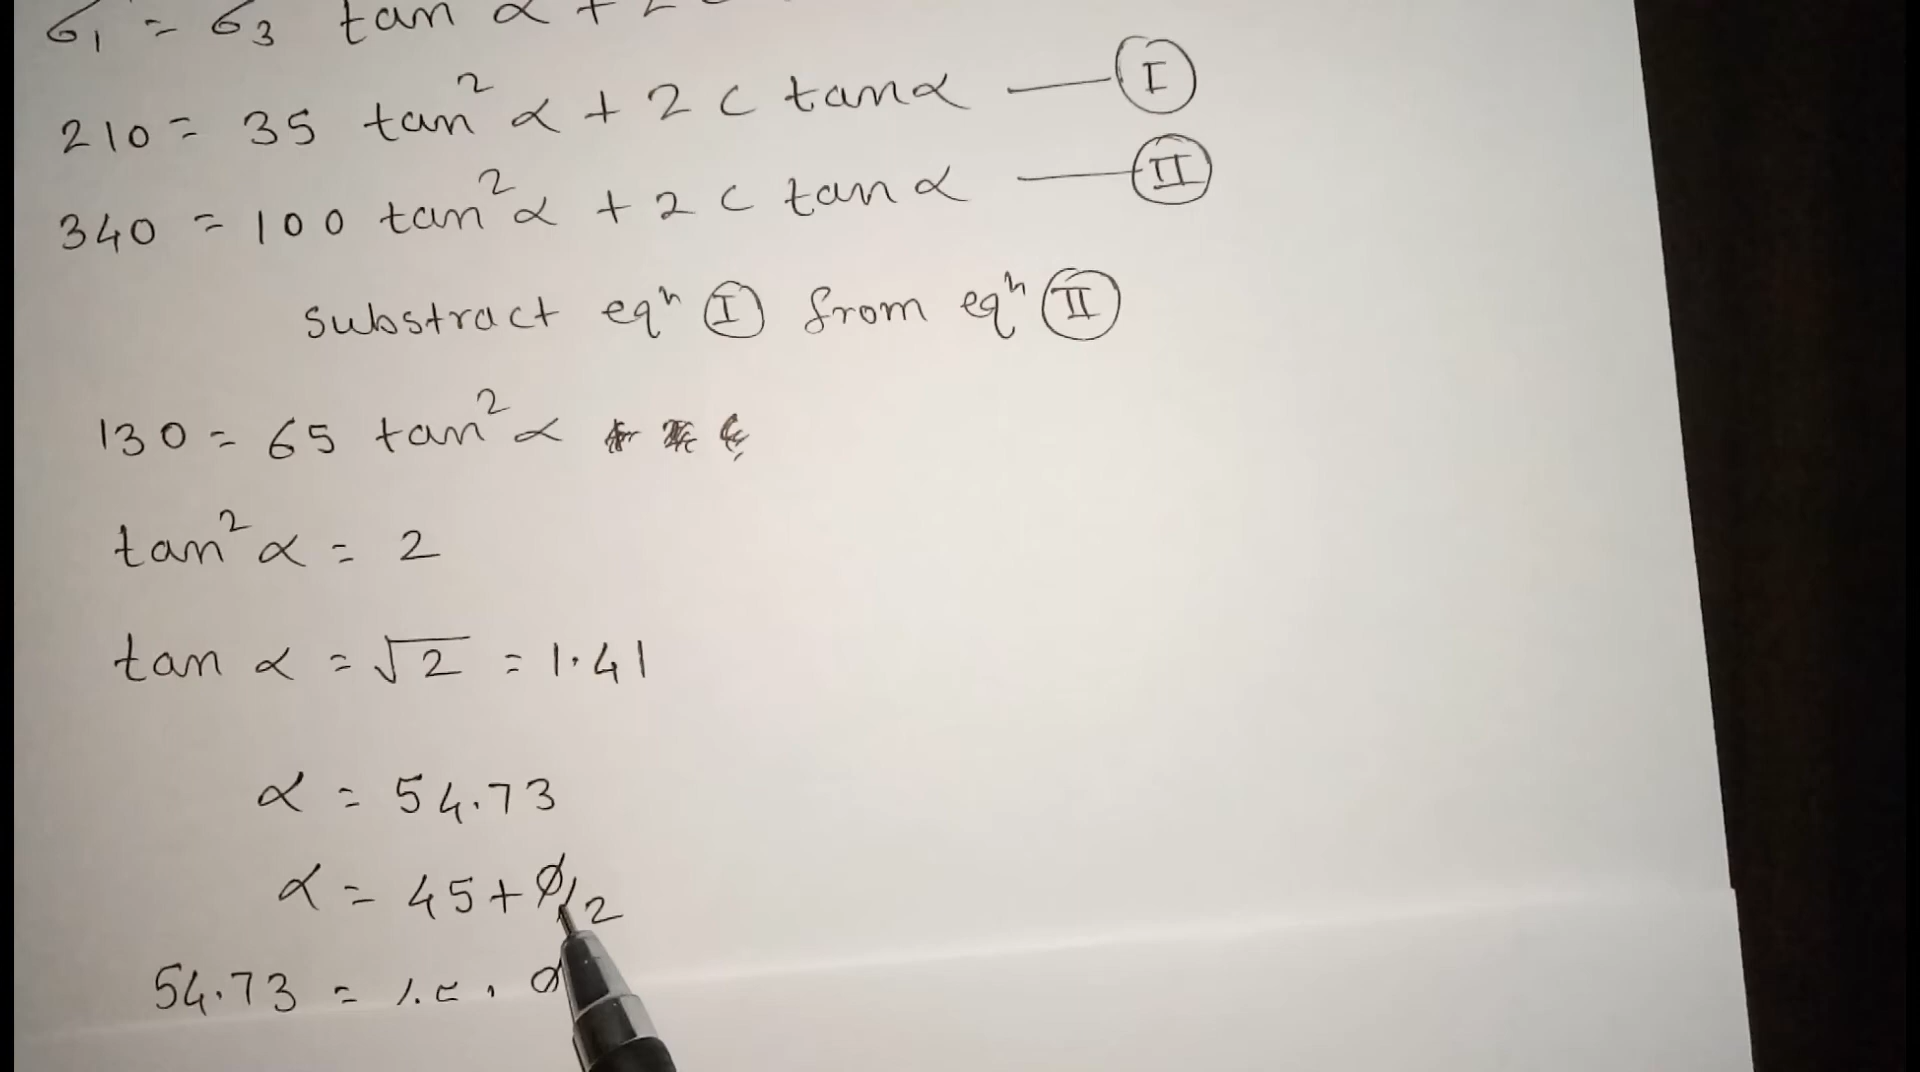 σ₁ = σ₃ tan α + 2
210 = 35 tan² α + 2 c tan α —— I
340 = 100 tan² α + 2 c tan α —— II
substract eqⁿ I from eqⁿ II
130 = 65 tan² α
tan² α = 2
tan α = √2 = 1.41
α = 54.73
α = 45 + ø/2
54.73 =